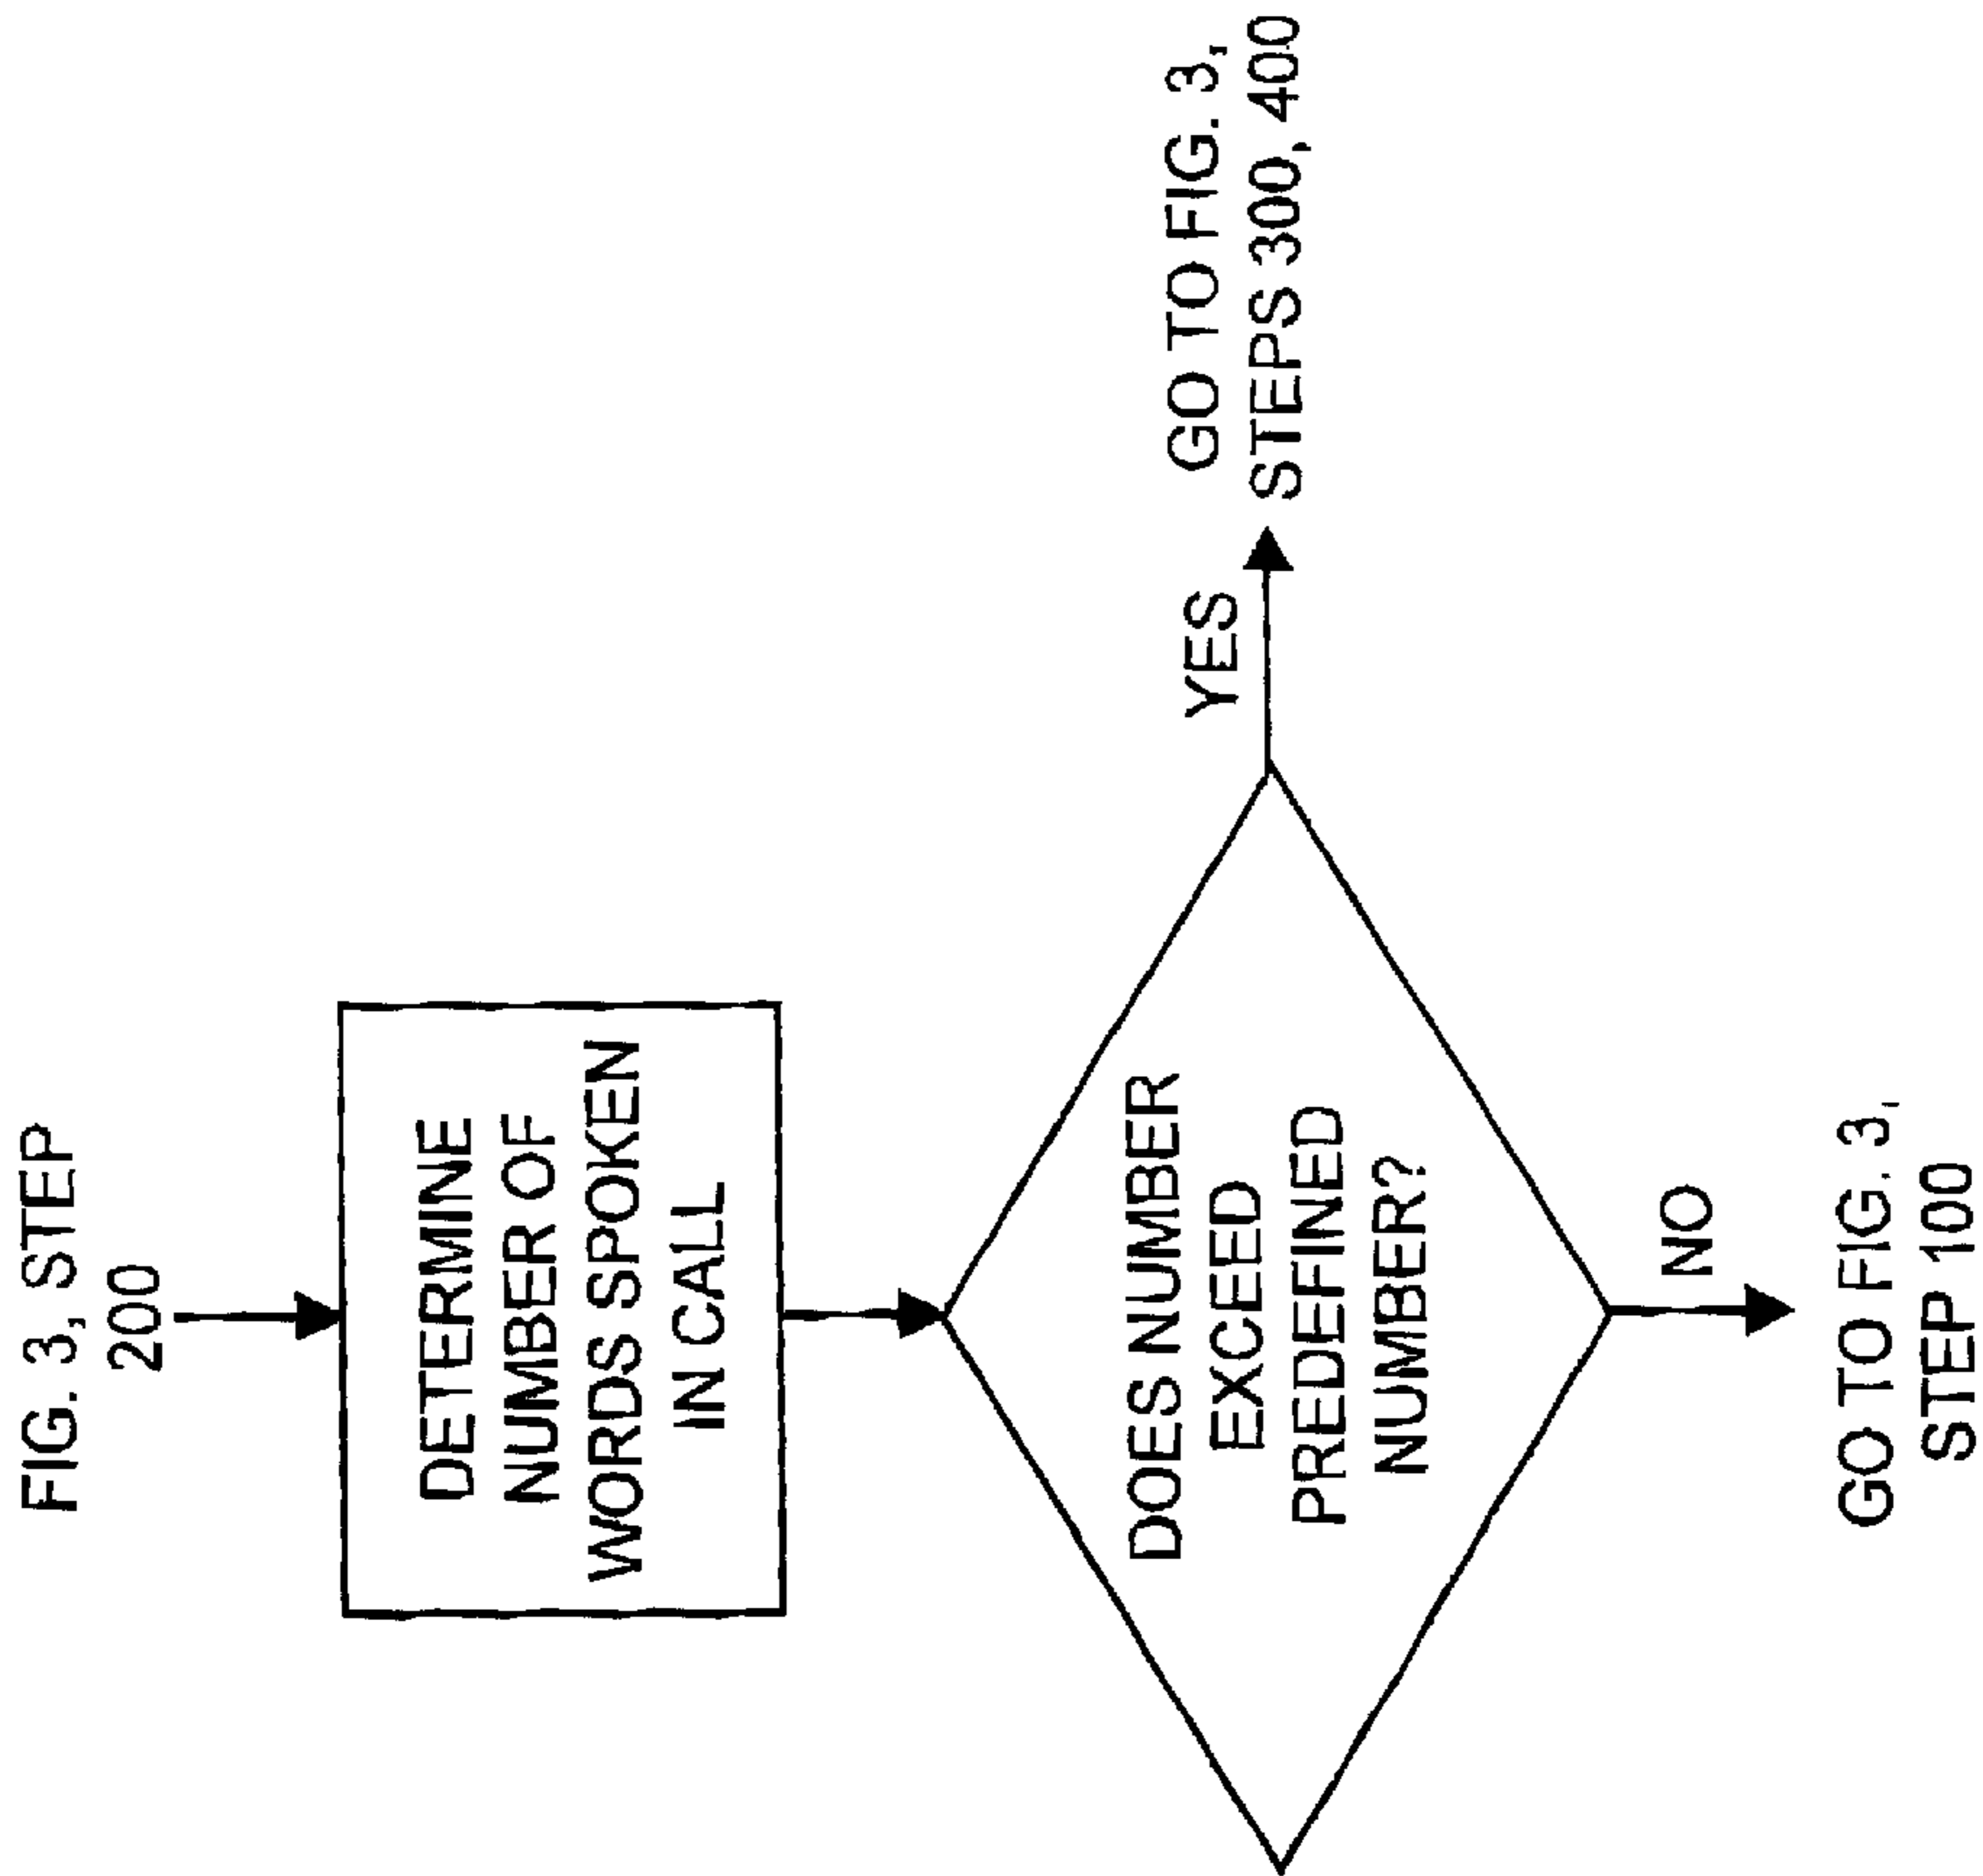 FIG. 3, STEP
200
DETERMINE
NUMBER OF
WORDS SPOKEN
IN CALL
DOES NUMBER
EXCEED
PREDEFINED
NUMBER?
YES
GO TO FIG. 3,
STEPS 300, 400
NO
GO TO FIG. 3,
STEP 100